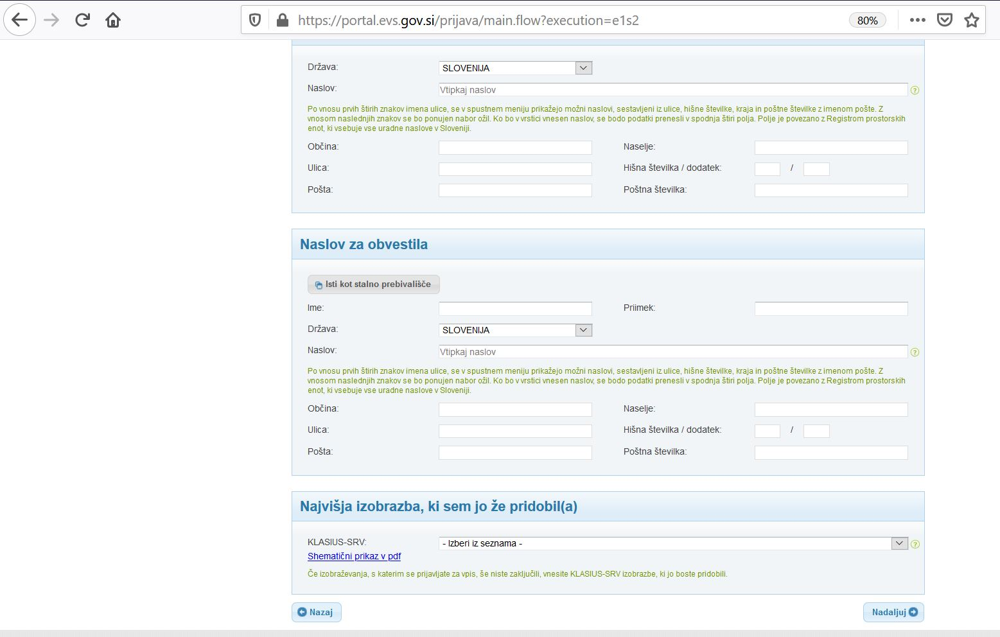 https://portal.evs.gov.si/prijava/main.flow?execution=e1s2
80%
Država:
SLOVENIJA
Naslov:
Vtipkaj naslov
Po vnosu prvih štirih znakov imena ulice, se v spustnem meniju prikažejo možni naslovi, sestavljeni iz ulice, hišne številke, kraja in poštne številke z imenom pošte. Z
vnosom naslednjih znakov se bo ponujen nabor ožil. Ko bo v vrstici vnesen naslov, se bodo podatki prenesli v spodnja štiri polja. Polje je povezano z Registrom prostorskih
enot, ki vsebuje vse uradne naslove v Sloveniji.
Občina:
Naselje:
Ulica:
Hišna številka / dodatek:
/
Pošta:
Poštna številka:
Naslov za obvestila
Isti kot stalno prebivališče
Ime:
Priimek:
Država:
SLOVENIJA
Naslov:
Vtipkaj naslov
Po vnosu prvih štirih znakov imena ulice, se v spustnem meniju prikažejo možni naslovi, sestavljeni iz ulice, hišne številke, kraja in poštne številke z imenom pošte. Z
vnosom naslednjih znakov se bo ponujen nabor ožil. Ko bo v vrstici vnesen naslov, se bodo podatki prenesli v spodnja štiri polja. Polje je povezano z Registrom prostorskih
enot, ki vsebuje vse uradne naslove v Sloveniji.
Občina:
Naselje:
Ulica:
Hišna številka / dodatek:
/
Pošta:
Poštna številka:
Najvišja izobrazba, ki sem jo že pridobil(a)
KLASIUS-SRV:
- Izberi iz seznama -
Shematični prikaz v pdf
Če izobraževanja, s katerim se prijavljate za vpis, še niste zaključili, vnesite KLASIUS-SRV izobrazbe, ki jo boste pridobili.
Nazaj
Nadaljuj